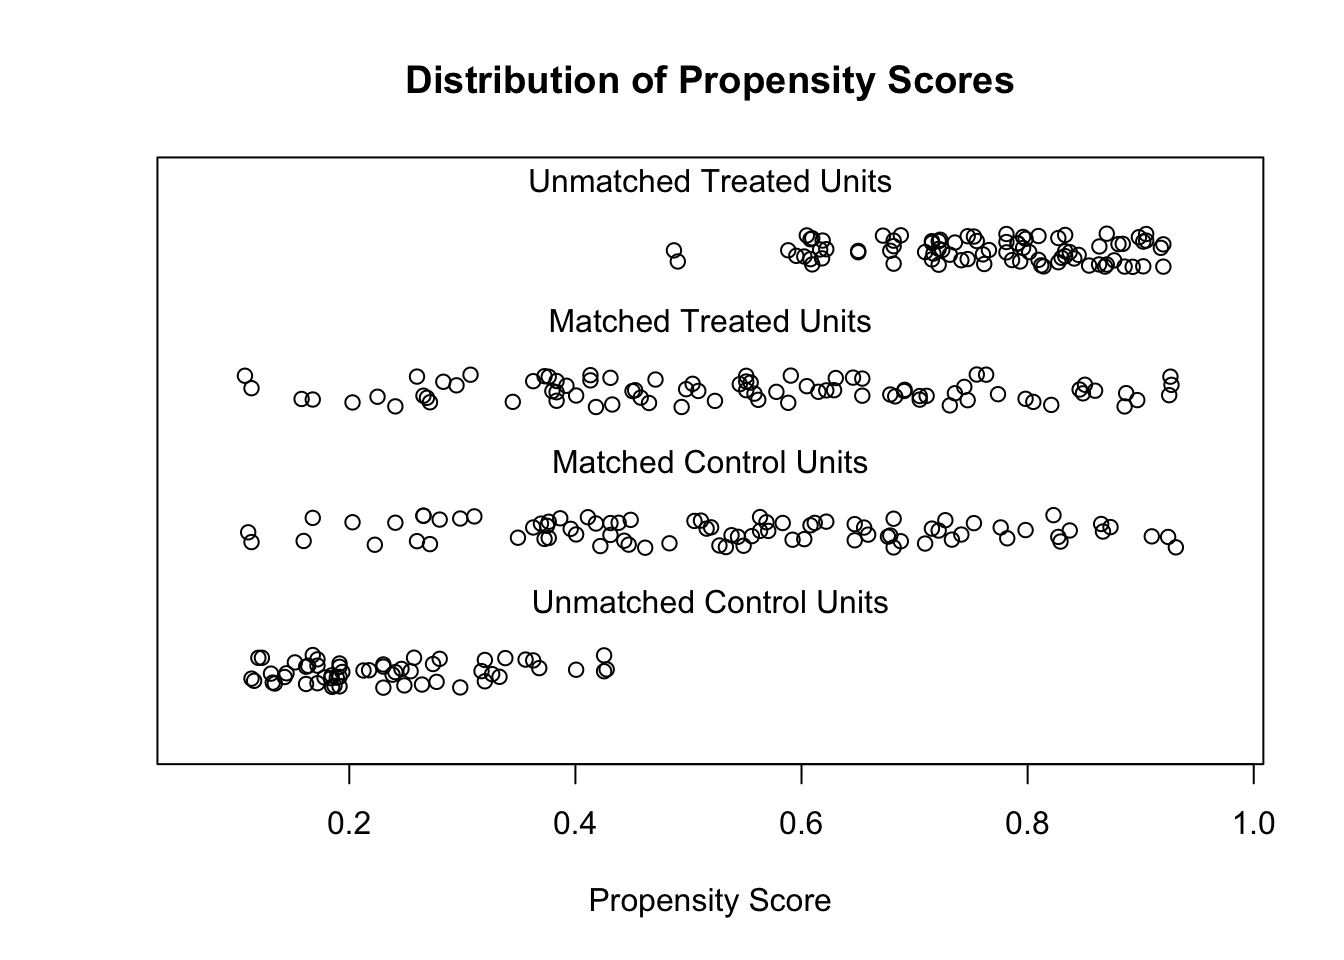 Distribution of Propensity Scores
Unmatched Treated Units
Matched Treated Units
Matched Control Units
Unmatched Control Units
0.2 0.4 0.6 0.8 1.0
Propensity Score